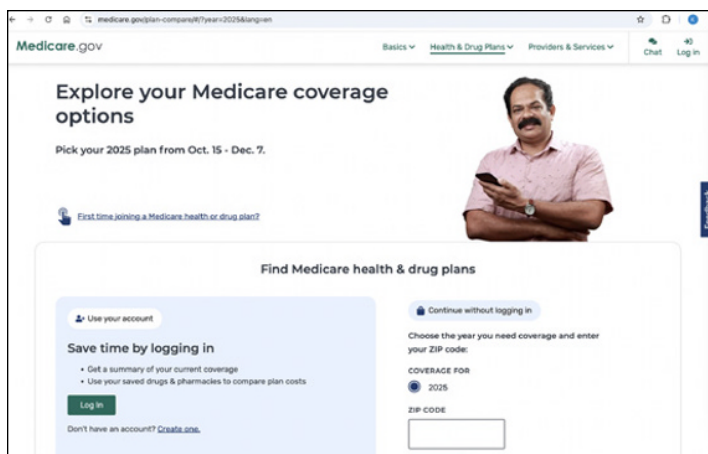 medicare.gov/plan-compare/#/?year=2025&lang=en
Medicare.gov
Basics
Health & Drug Plans
Providers & Services
Chat
Log in
Explore your Medicare coverage
options
Pick your 2025 plan from Oct. 15 - Dec. 7.
First time joining a Medicare health or drug plan?
Feedback
Find Medicare health & drug plans
Use your account
Save time by logging in
• Get a summary of your current coverage
• Use your saved drugs & pharmacies to compare plan costs
Log In
Don't have an account? Create one.
Continue without logging in
Choose the year you need coverage and enter
your ZIP code:
COVERAGE FOR
2025
ZIP CODE